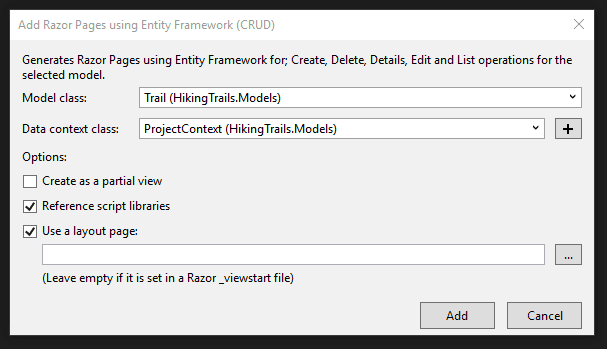 Add Razor Pages using Entity Framework (CRUD)
Generates Razor Pages using Entity Framework for; Create, Delete, Details, Edit and List operations for the
selected model.
Model class: Trail (HikingTrails.Models)
Data context class: ProjectContext (HikingTrails.Models)
Options:
Create as a partial view
Reference script libraries
Use a layout page:
...
(Leave empty if it is set in a Razor _viewstart file)
Add Cancel